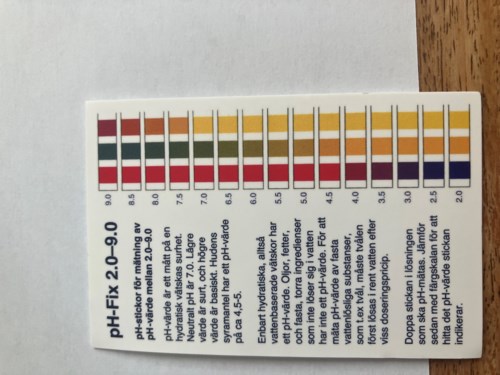 pH-Fix 2.0–9.0
pH-stickor för mätning av
pH-värde mellan 2.0–9.0
pH-värde är ett mått på en
hydratisk vätskas surhet.
Neutralt pH är 7.0. Lägre
värde är surt, och högre
värde är basiskt. Hudens
syramantel har ett pH-värde
på ca 4,5-5.
Enbart hydratiska, alltså
vattenbaserade vätskor har
ett pH-värde. Oljor, fetter,
och fasta, torra ingredienser
som inte löser sig i vatten
har inte ett pH-värde. För att
mäta pH-värde av fasta
vattenlösliga substanser,
som t.ex tvål, måste tvålen
först lösas i rent vatten efter
viss doseringspricip.
Doppa stickan i lösningen
som ska pH-mätas. Jämför
sedan med färgskalan för att
hitta det pH-värde stickan
indikerar.
9.0
8.5
8.0
7.5
7.0
6.5
6.0
5.5
5.0
4.5
4.0
3.5
3.0
2.5
2.0